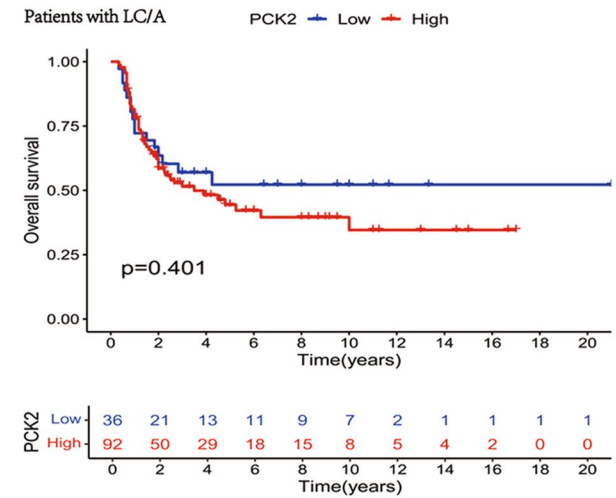 Patients with LC/A
PCK2 Low High
Overall survival
1.00
0.75
0.50
0.25
0.00
p=0.401
0 2 4 6 8 10 12 14 16 18 20
Time(years)
PCK2
Low 36 21 13 11 9 7 2 1 1 1 1
High 92 50 29 18 15 8 5 4 2 0 0
0 2 4 6 8 10 12 14 16 18 20
Time(years)